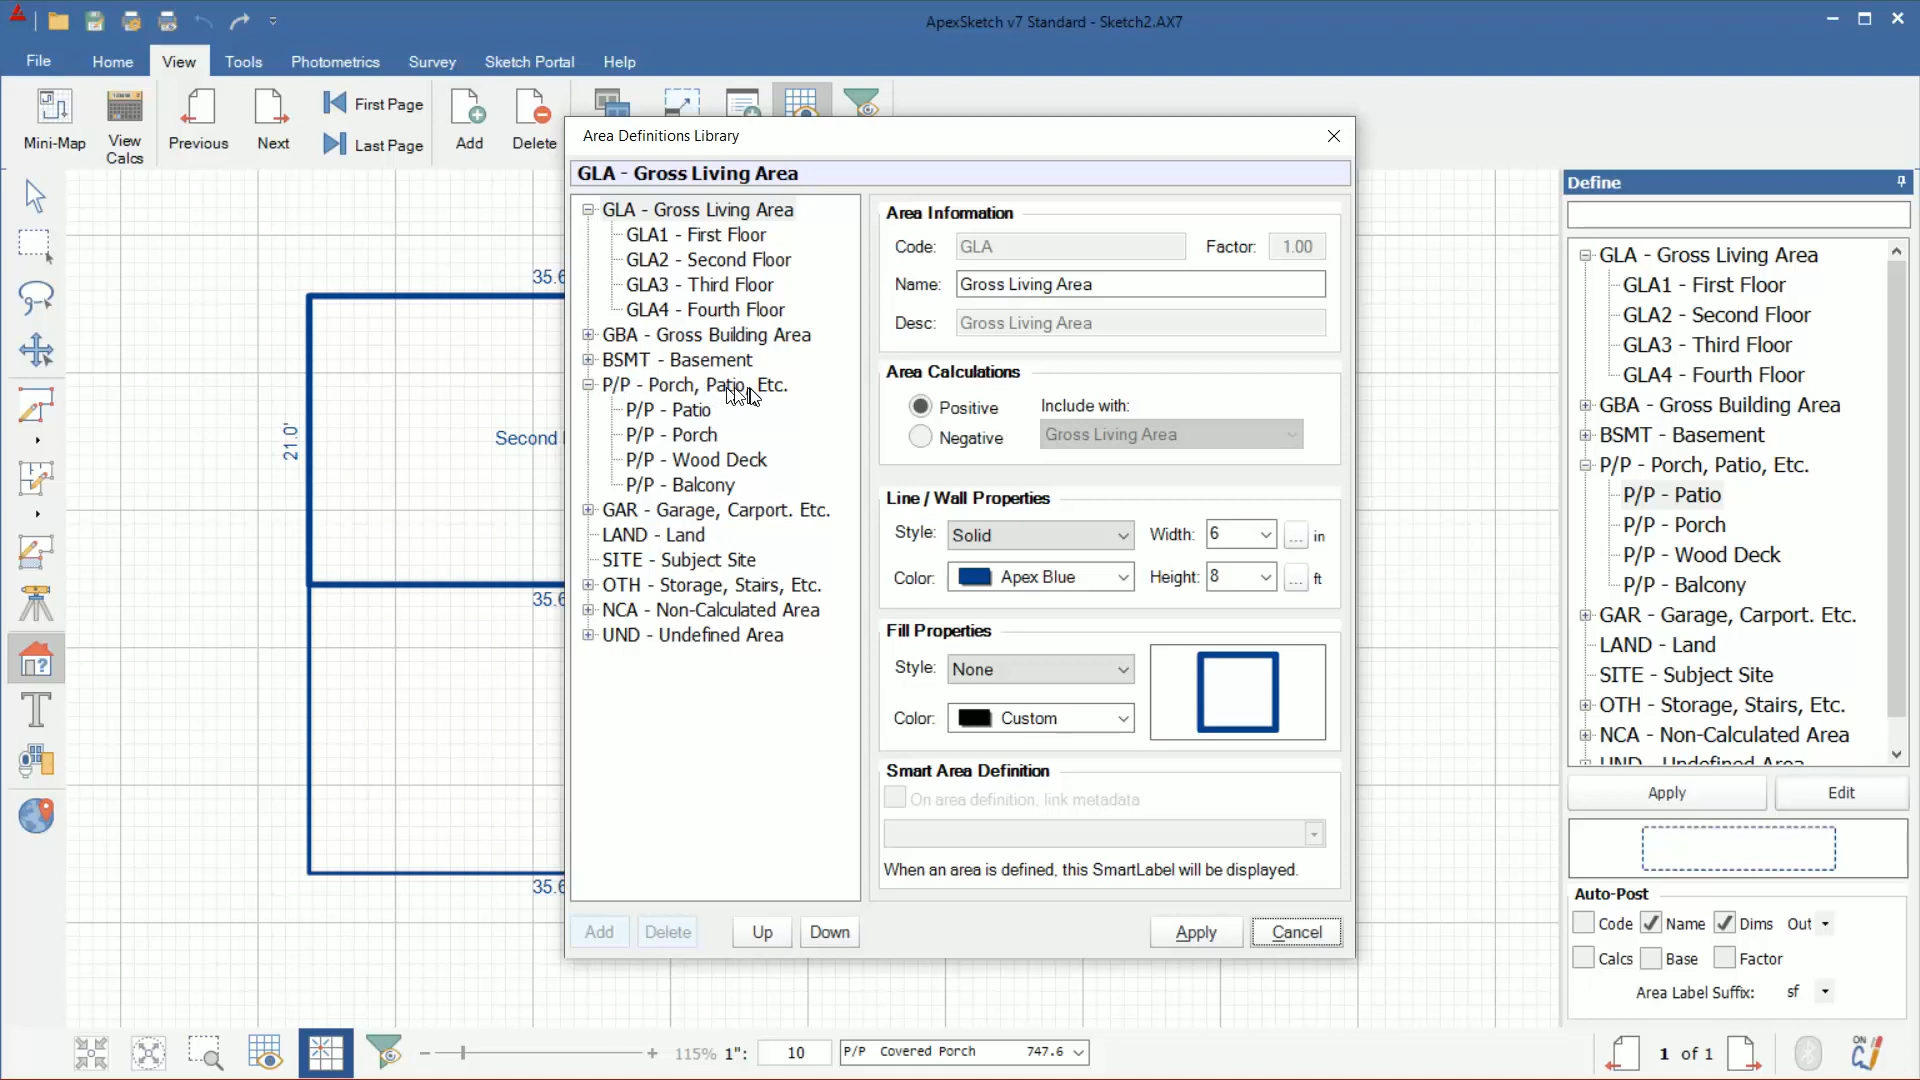 ApexSketch v7 Standard - Sketch2.AX7
File
Home
View
Tools
Photometrics
Survey
Sketch Portal
Help
Mini-Map
View
Calcs
Previous
Next
First Page
Last Page
Add
Delete
35.6
21.0'
Second
35.6
35.6
Area Definitions Library
GLA - Gross Living Area
GLA - Gross Living Area
GLA1 - First Floor
GLA2 - Second Floor
GLA3 - Third Floor
GLA4 - Fourth Floor
GBA - Gross Building Area
BSMT - Basement
P/P - Porch, Patio, Etc.
P/P - Patio
P/P - Porch
P/P - Wood Deck
P/P - Balcony
GAR - Garage, Carport. Etc.
LAND - Land
SITE - Subject Site
OTH - Storage, Stairs, Etc.
NCA - Non-Calculated Area
UND - Undefined Area
Add
Delete
Up
Down
Area Information
Code: GLA Factor: 1.00
Name: Gross Living Area
Desc: Gross Living Area
Area Calculations
Positive
Negative
Include with:
Gross Living Area
Line / Wall Properties
Style: Solid Width: 6 ... in
Color: Apex Blue Height: 8 ... ft
Fill Properties
Style: None
Color: Custom
Smart Area Definition
On area definition, link metadata
When an area is defined, this SmartLabel will be displayed.
Apply
Cancel
Define
GLA - Gross Living Area
GLA1 - First Floor
GLA2 - Second Floor
GLA3 - Third Floor
GLA4 - Fourth Floor
GBA - Gross Building Area
BSMT - Basement
P/P - Porch, Patio, Etc.
P/P - Patio
P/P - Porch
P/P - Wood Deck
P/P - Balcony
GAR - Garage, Carport. Etc.
LAND - Land
SITE - Subject Site
OTH - Storage, Stairs, Etc.
NCA - Non-Calculated Area
UND - Undefined Area
Apply
Edit
Auto-Post
Code Name Dims Out
Calcs Base Factor
Area Label Suffix: sf
115% 1": 10
P/P Covered Porch 747.6
1 of 1
ON